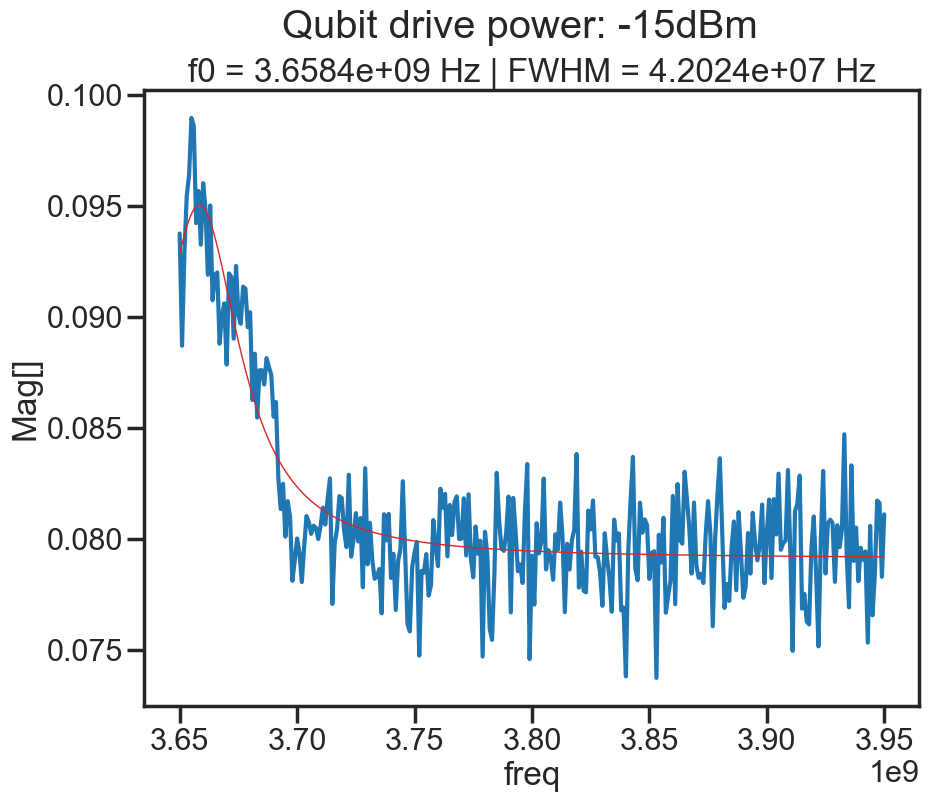 Qubit drive power: -15dBm
f0 = 3.6584e+09 Hz | FWHM = 4.2024e+07 Hz
0.100
0.095
0.090
0.085
0.080
0.075
Mag[]
3.65 3.70 3.75 3.80 3.85 3.90 3.95
1e9
freq